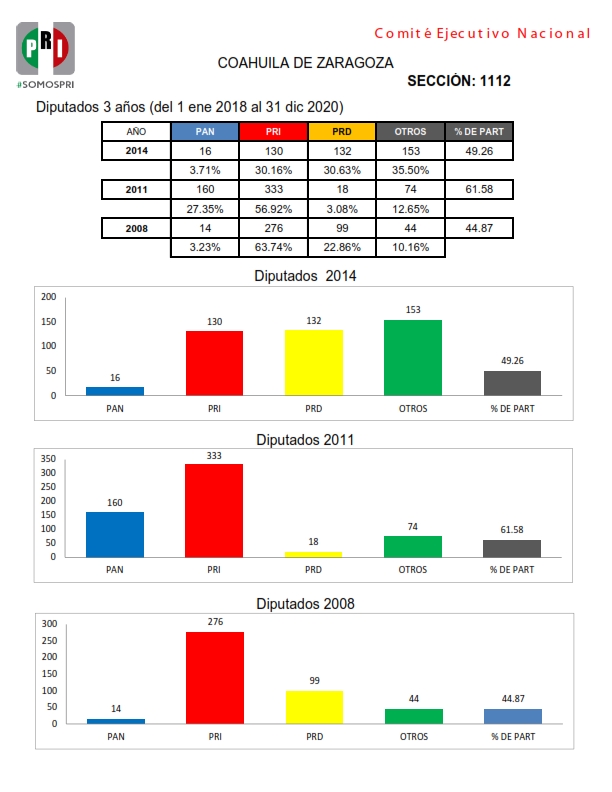 Comité Ejecutivo Nacional
PRI
#SOMOSPRI
COAHUILA DE ZARAGOZA
SECCIÓN: 1112
Diputados 3 años (del 1 ene 2018 al 31 dic 2020)
AÑO PAN PRI PRD OTROS % DE PART
2014 16 130 132 153 49.26
3.71% 30.16% 30.63% 35.50%
2011 160 333 18 74 61.58
27.35% 56.92% 3.08% 12.65%
2008 14 276 99 44 44.87
3.23% 63.74% 22.86% 10.16%
Diputados 2014
200
150
100
50
0
16 130 132 153 49.26
PAN PRI PRD OTROS % DE PART
Diputados 2011
350
300
250
200
150
100
50
0
160 333 18 74 61.58
PAN PRI PRD OTROS % DE PART
Diputados 2008
300
250
200
150
100
50
0
14 276 99 44 44.87
PAN PRI PRD OTROS % DE PART